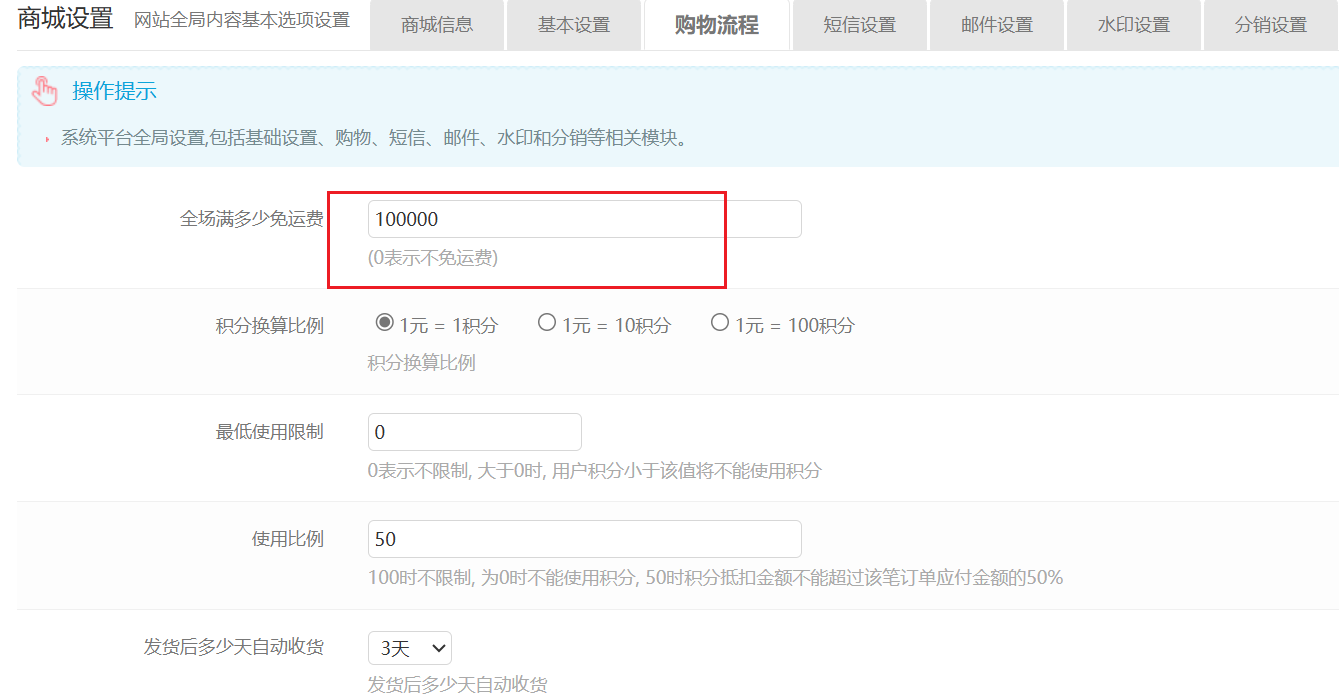 商城设置 网站全局内容基本选项设置 商城信息 基本设置 购物流程 短信设置 邮件设置 水印设置 分销设置
操作提示
系统平台全局设置,包括基础设置、购物、短信、邮件、水印和分销等相关模块。
全场满多少免运费 100000
(0表示不免运费)
积分换算比例 1元 = 1积分 1元 = 10积分 1元 = 100积分
积分换算比例
最低使用限制 0
0表示不限制, 大于0时, 用户积分小于该值将不能使用积分
使用比例 50
100时不限制, 为0时不能使用积分, 50时积分抵扣金额不能超过该笔订单应付金额的50%
发货后多少天自动收货 3天
发货后多少天自动收货